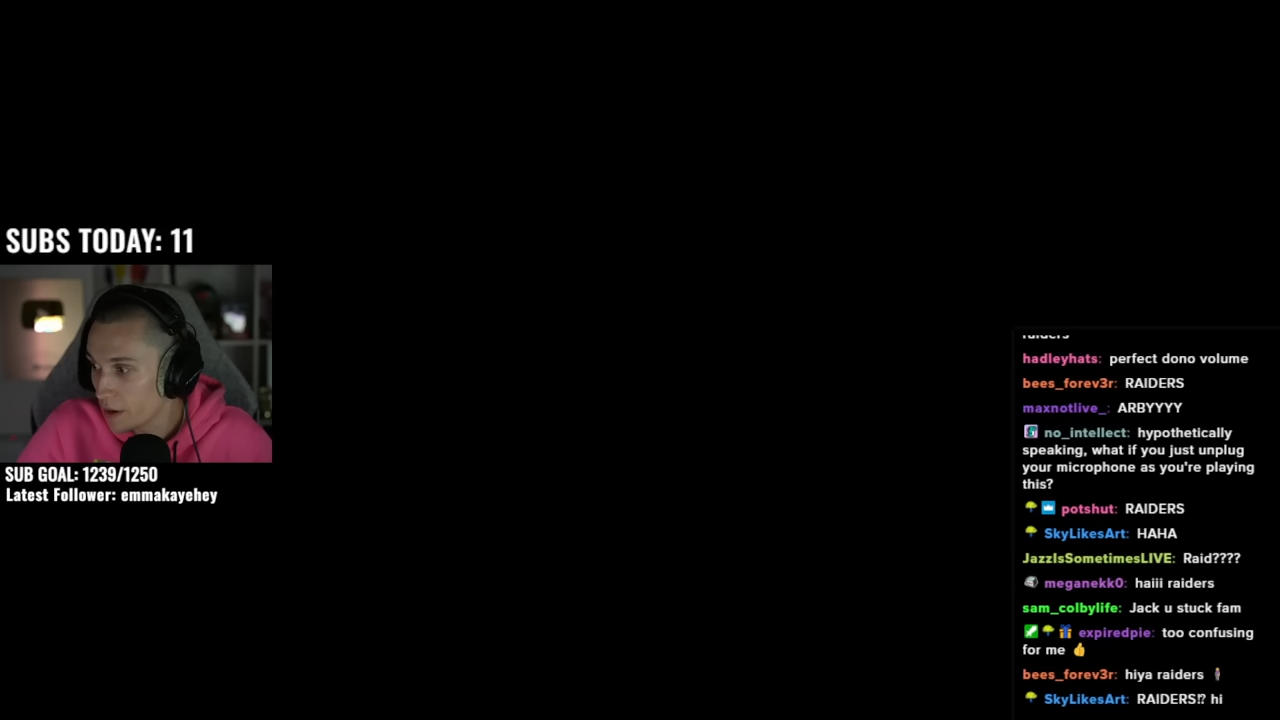 SUBS TODAY: 11
SUB GOAL: 1239/1250
Latest Follower: emmakayehey
raiders
hadleyhats: perfect dono volume
bees_forev3r: RAIDERS
maxnotlive_: ARBYYYY
no_intellect: hypothetically
speaking, what if you just unplug
your microphone as you're playing
this?
potshut: RAIDERS
SkyLikesArt: HAHA
JazzIsSometimesLIVE: Raid????
meganekk0: haiii raiders
sam_colbylife: Jack u stuck fam
expiredpie: too confusing
for me 👍
bees_forev3r: hiya raiders 🧍
SkyLikesArt: RAIDERS!? hi